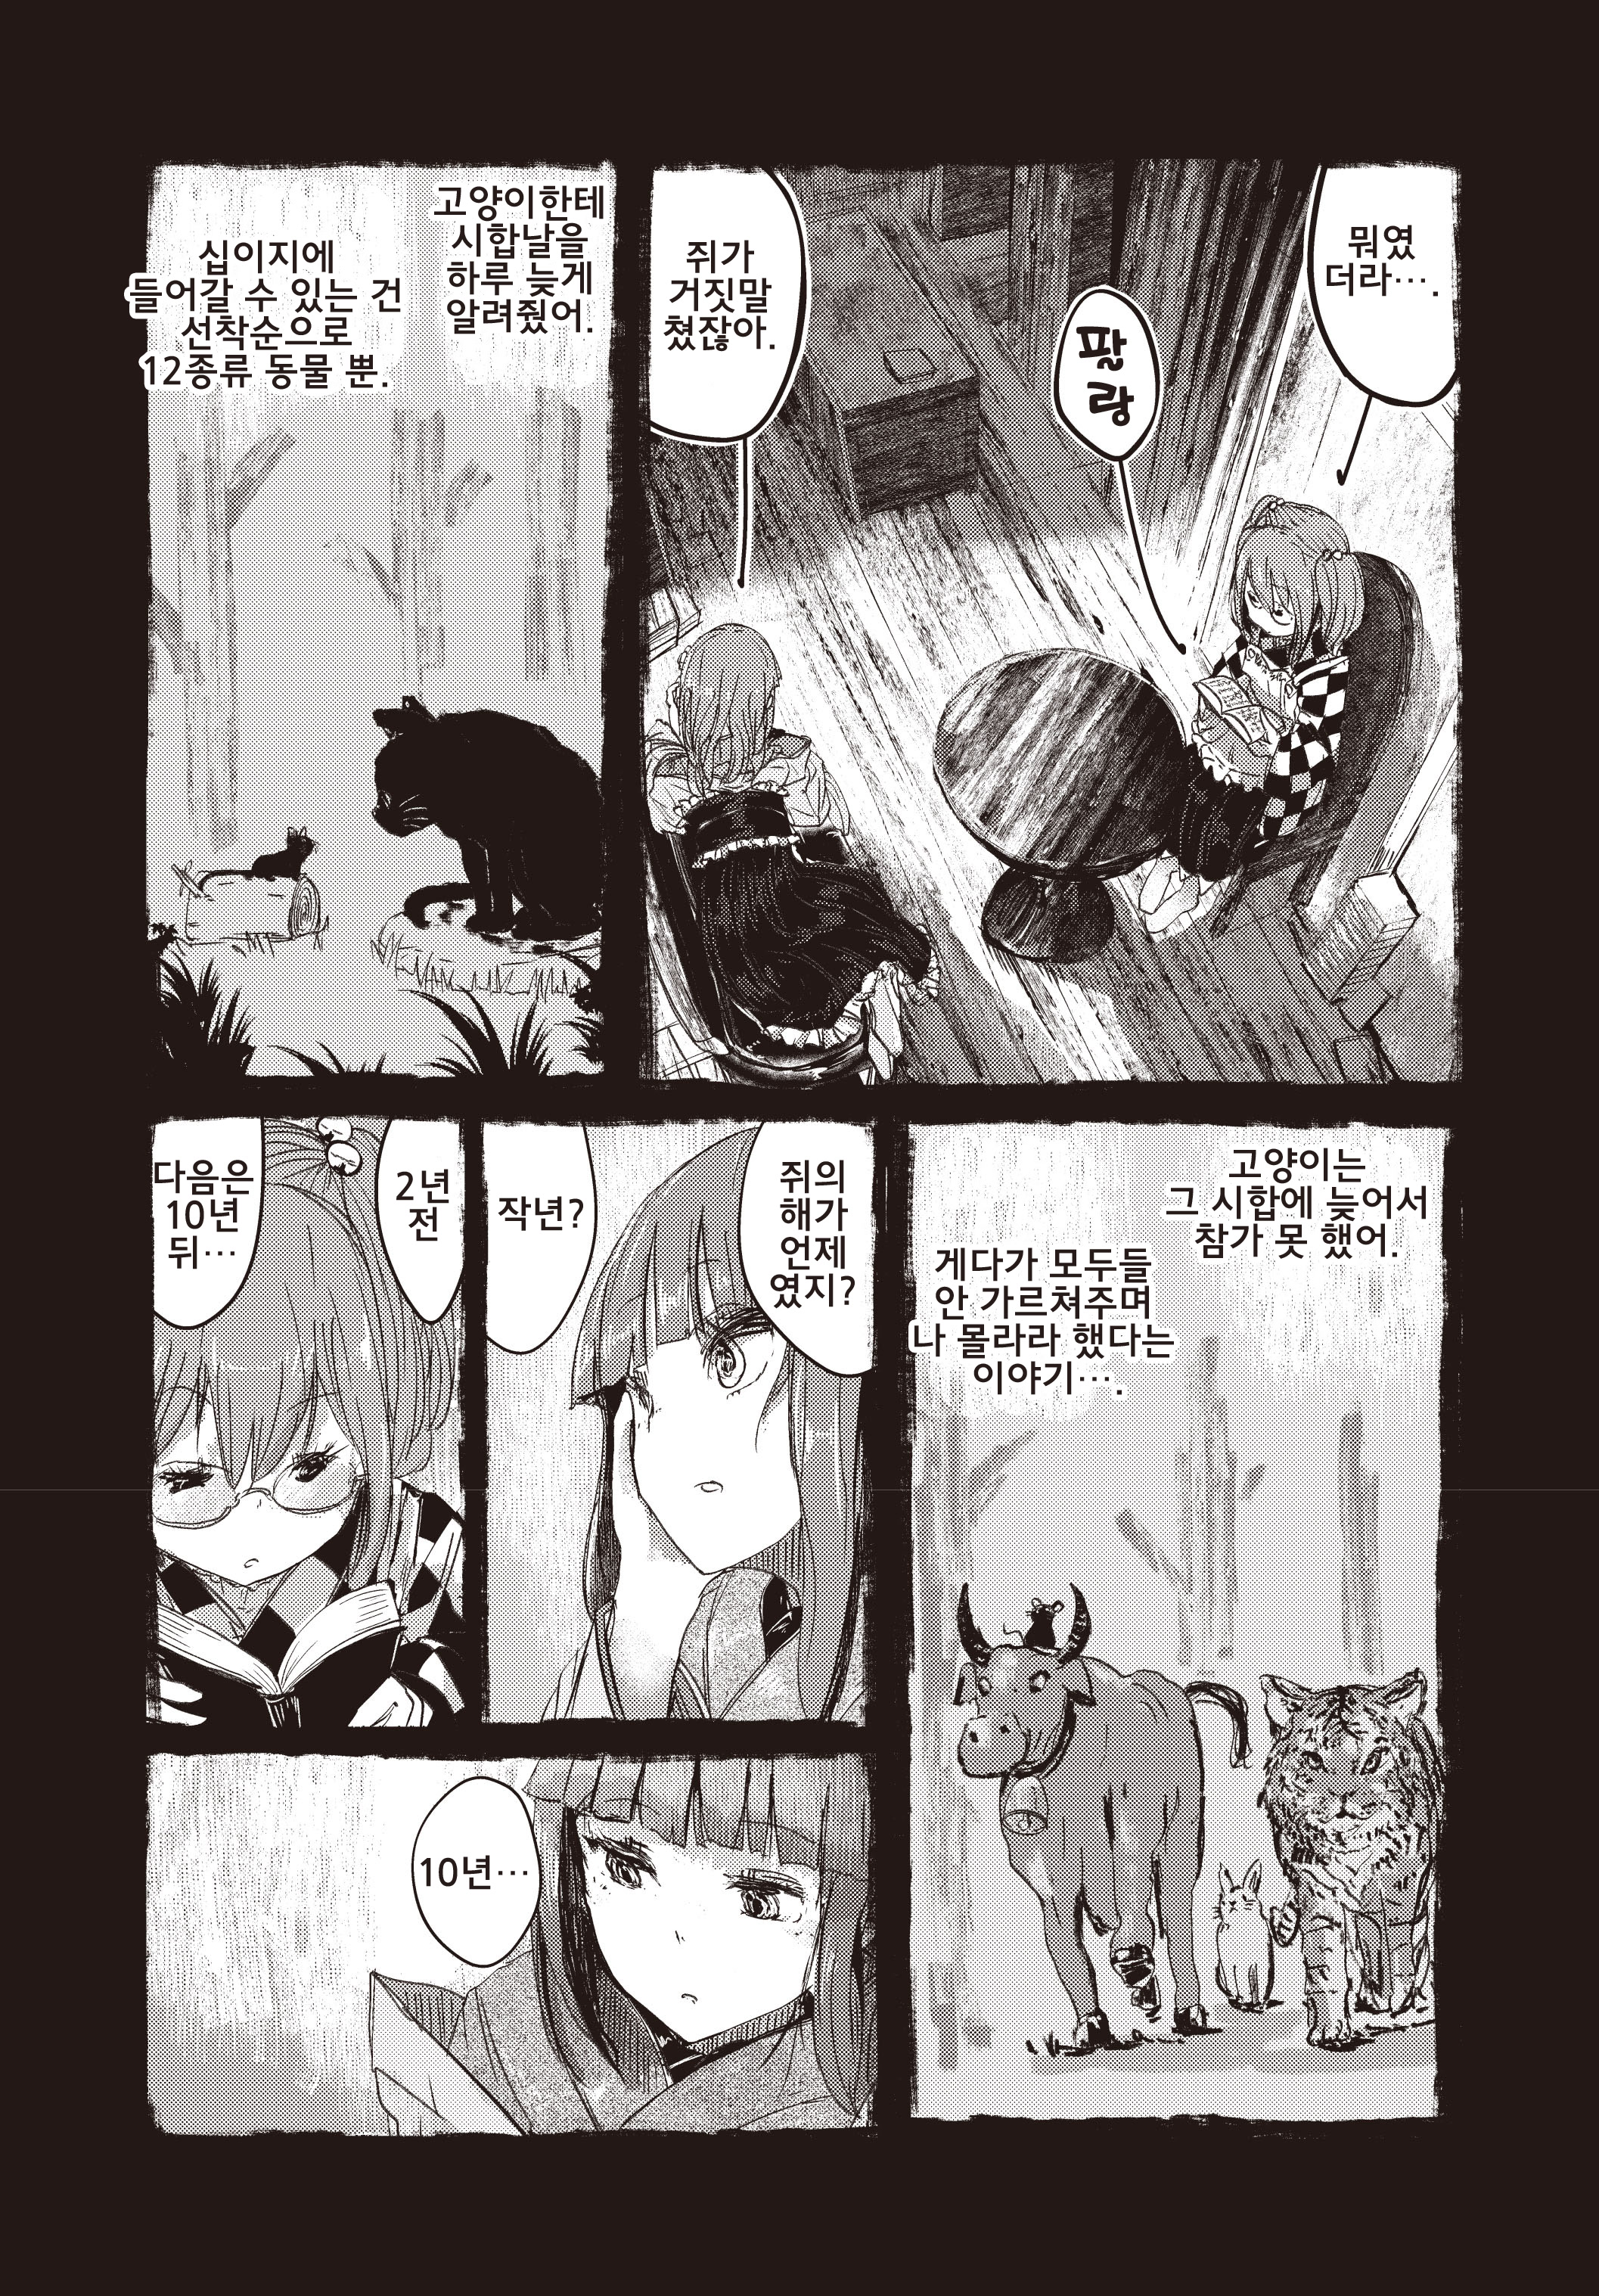 뭐였
더라….
팔
랑
쥐가
거짓말
쳤잖아.
고양이한테
시합날을
하루 늦게
알려줬어.
십이지에
들어갈 수 있는 건
선착순으로
12종류 동물 뿐.
고양이는
그 시합에 늦어서
참가 못 했어.
게다가 모두들
안 가르쳐주며
나 몰라라 했다는
이야기….
쥐의
해가
언제
였지?
작년?
2년
전
다음은
10년
뒤…
10년…